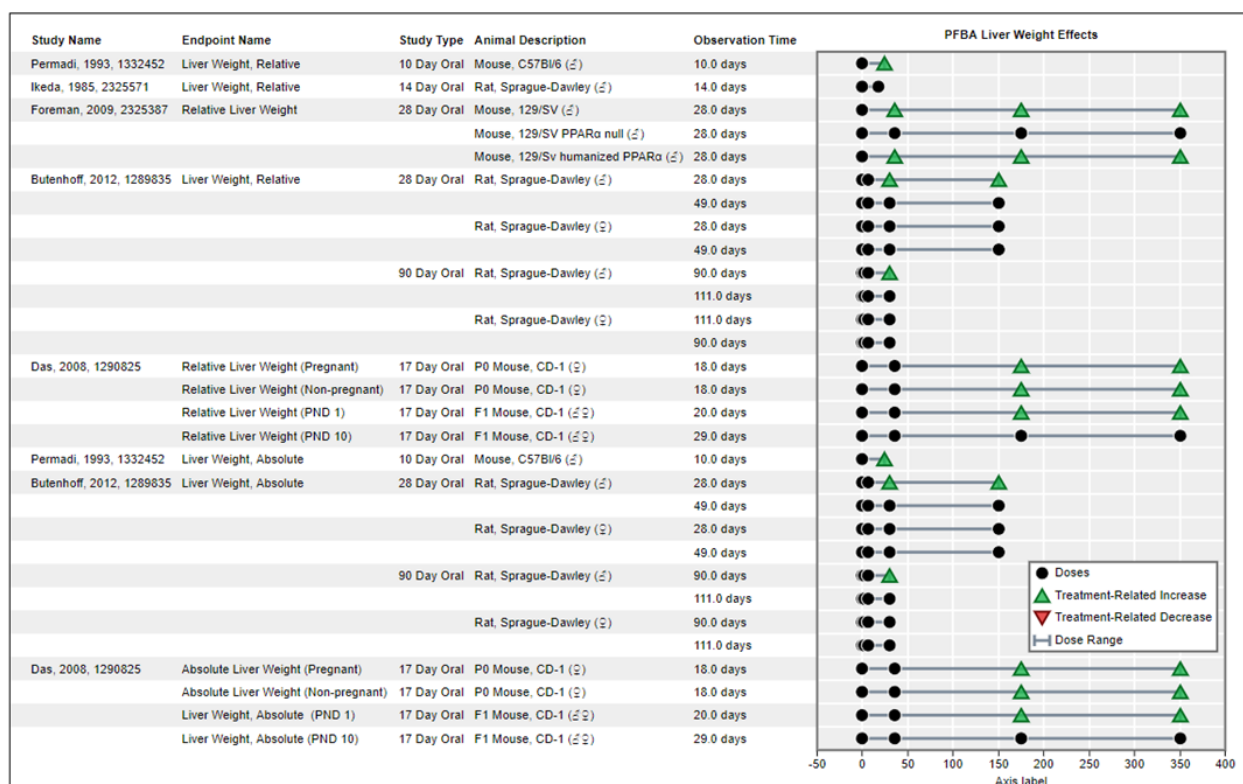 PFBA Liver Weight Effects
Study Name Endpoint Name Study Type Animal Description Observation Time
Permadi, 1993, 1332452 Liver Weight, Relative 10 Day Oral Mouse, C57Bl/6 (♂) 10.0 days
Ikeda, 1985, 2325571 Liver Weight, Relative 14 Day Oral Rat, Sprague-Dawley (♂) 14.0 days
Foreman, 2009, 2325387 Relative Liver Weight 28 Day Oral Mouse, 129/SV (♂) 28.0 days
Mouse, 129/SV PPARα null (♂) 28.0 days
Mouse, 129/Sv humanized PPARα (♂) 28.0 days
Butenhoff, 2012, 1289835 Liver Weight, Relative 28 Day Oral Rat, Sprague-Dawley (♂) 28.0 days
49.0 days
Rat, Sprague-Dawley (♀) 28.0 days
49.0 days
90 Day Oral Rat, Sprague-Dawley (♂) 90.0 days
111.0 days
Rat, Sprague-Dawley (♀) 111.0 days
90.0 days
Das, 2008, 1290825 Relative Liver Weight (Pregnant) 17 Day Oral P0 Mouse, CD-1 (♀) 18.0 days
Relative Liver Weight (Non-pregnant) 17 Day Oral P0 Mouse, CD-1 (♀) 18.0 days
Relative Liver Weight (PND 1) 17 Day Oral F1 Mouse, CD-1 (♂♀) 20.0 days
Relative Liver Weight (PND 10) 17 Day Oral F1 Mouse, CD-1 (♂♀) 29.0 days
Permadi, 1993, 1332452 Liver Weight, Absolute 10 Day Oral Mouse, C57Bl/6 (♂) 10.0 days
Butenhoff, 2012, 1289835 Liver Weight, Absolute 28 Day Oral Rat, Sprague-Dawley (♂) 28.0 days
49.0 days
Rat, Sprague-Dawley (♀) 28.0 days
49.0 days
90 Day Oral Rat, Sprague-Dawley (♂) 90.0 days
111.0 days
Rat, Sprague-Dawley (♀) 90.0 days
111.0 days
Das, 2008, 1290825 Absolute Liver Weight (Pregnant) 17 Day Oral P0 Mouse, CD-1 (♀) 18.0 days
Absolute Liver Weight (Non-pregnant) 17 Day Oral P0 Mouse, CD-1 (♀) 18.0 days
Liver Weight, Absolute (PND 1) 17 Day Oral F1 Mouse, CD-1 (♂♀) 20.0 days
Liver Weight, Absolute (PND 10) 17 Day Oral F1 Mouse, CD-1 (♂♀) 29.0 days
Doses
Treatment-Related Increase
Treatment-Related Decrease
Dose Range
-50 0 50 100 150 200 250 300 350 400
Axis label